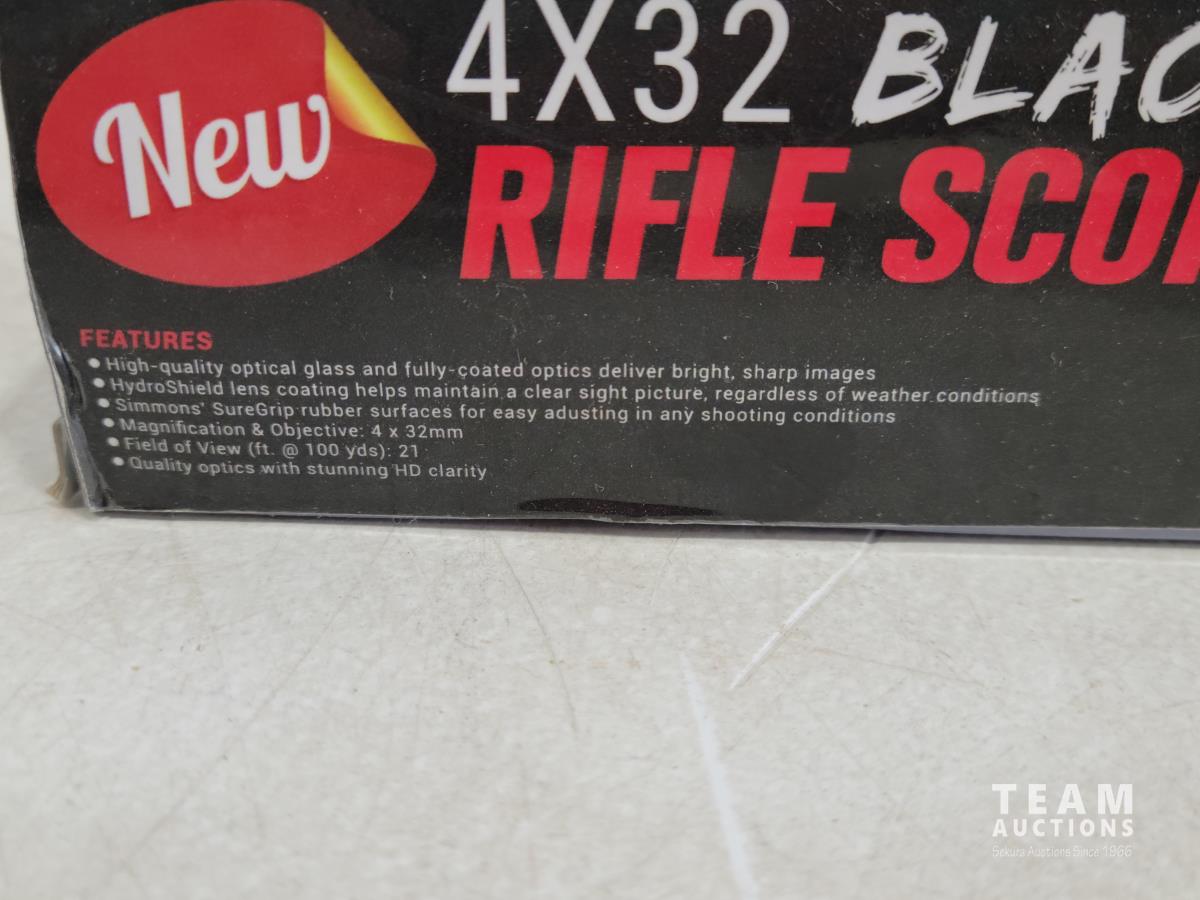 New
4X32 BLAC
RIFLE SCO
FEATURES
• High-quality optical glass and fully-coated optics deliver bright, sharp images
• HydroShield lens coating helps maintain a clear sight picture, regardless of weather conditions
• Simmons' SureGrip rubber surfaces for easy adusting in any shooting conditions
• Magnification & Objective: 4 x 32mm
• Field of View (ft. @ 100 yds): 21
• Quality optics with stunning HD clarity
TEAM
AUCTIONS
Sekura Auctions Since 1966